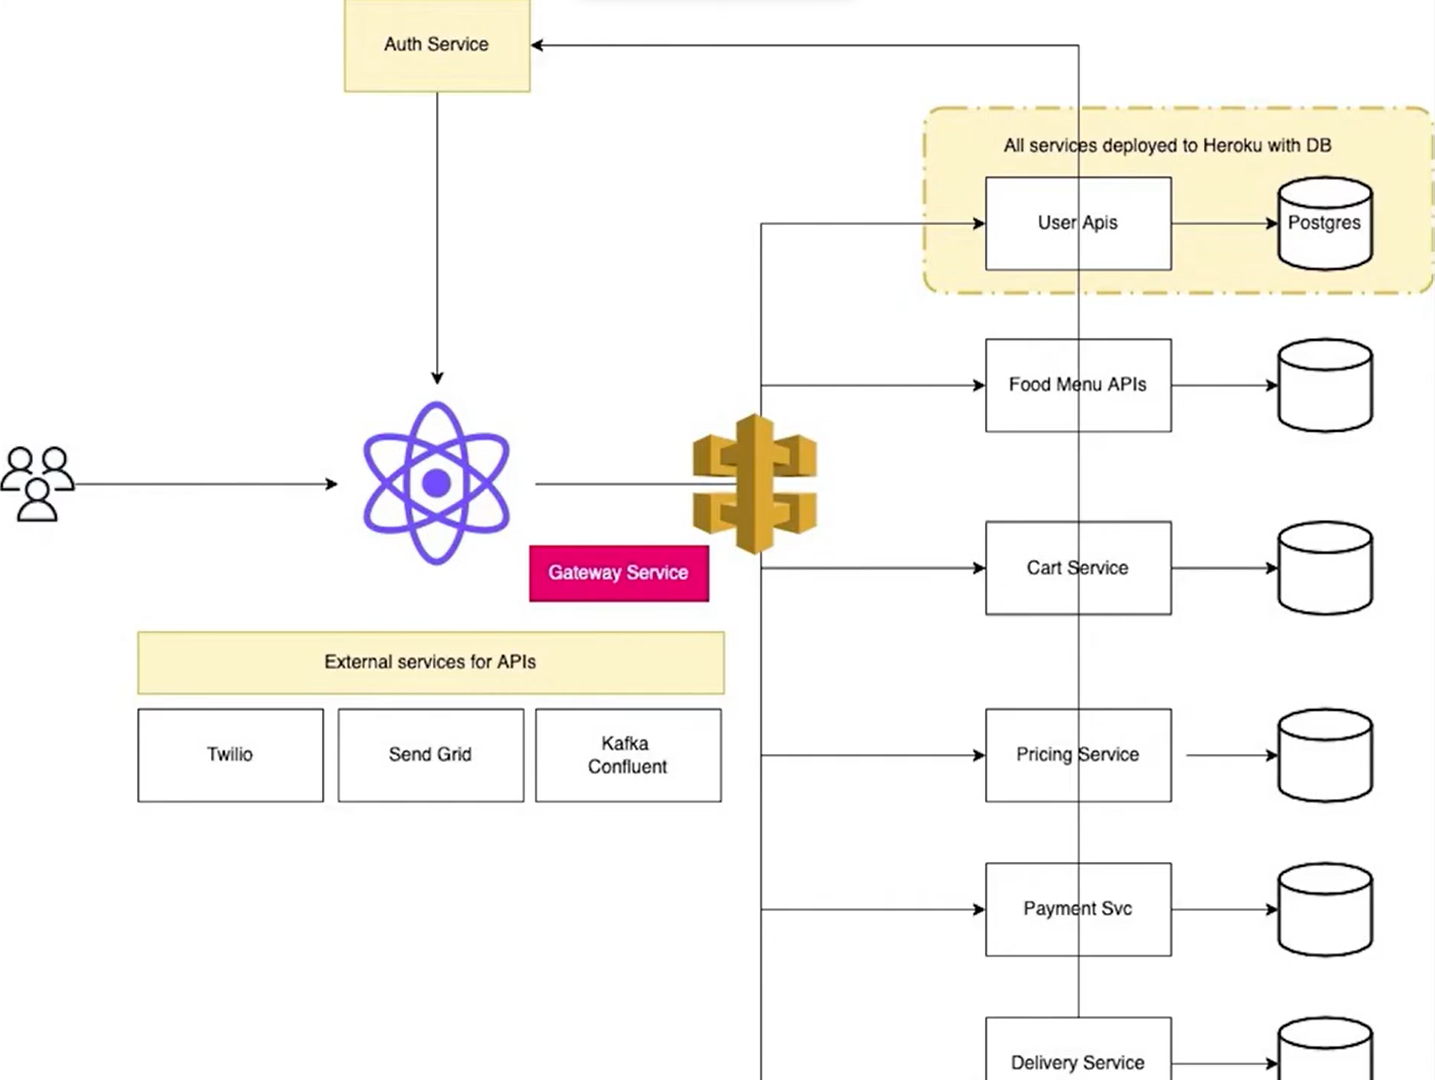 Auth Service
All services deployed to Heroku with DB
User Apis
Postgres
Food Menu APIs
Cart Service
Gateway Service
External services for APIs
Twilio
Send Grid
Kafka
Confluent
Pricing Service
Payment Svc
Delivery Service